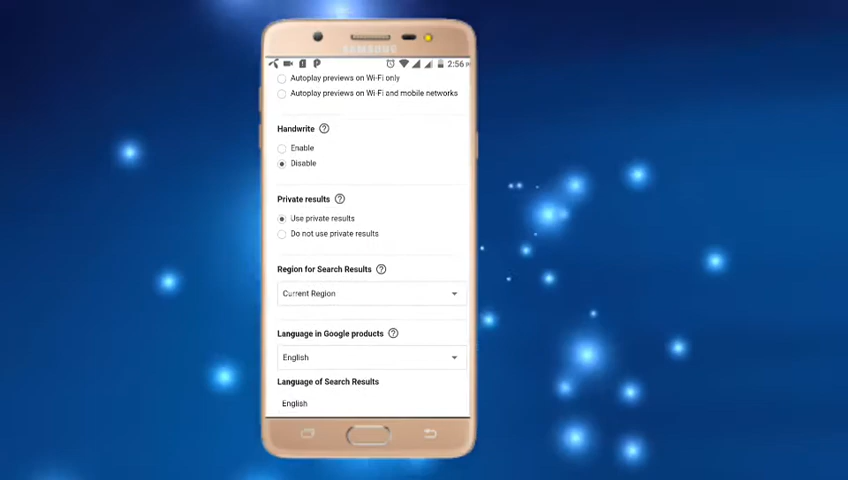 SAMSUNG
2:56
Autoplay previews on Wi-Fi only
Autoplay previews on Wi-Fi and mobile networks
Handwrite
Enable
Disable
Private results
Use private results
Do not use private results
Region for Search Results
Current Region
Language in Google products
English
Language of Search Results
English